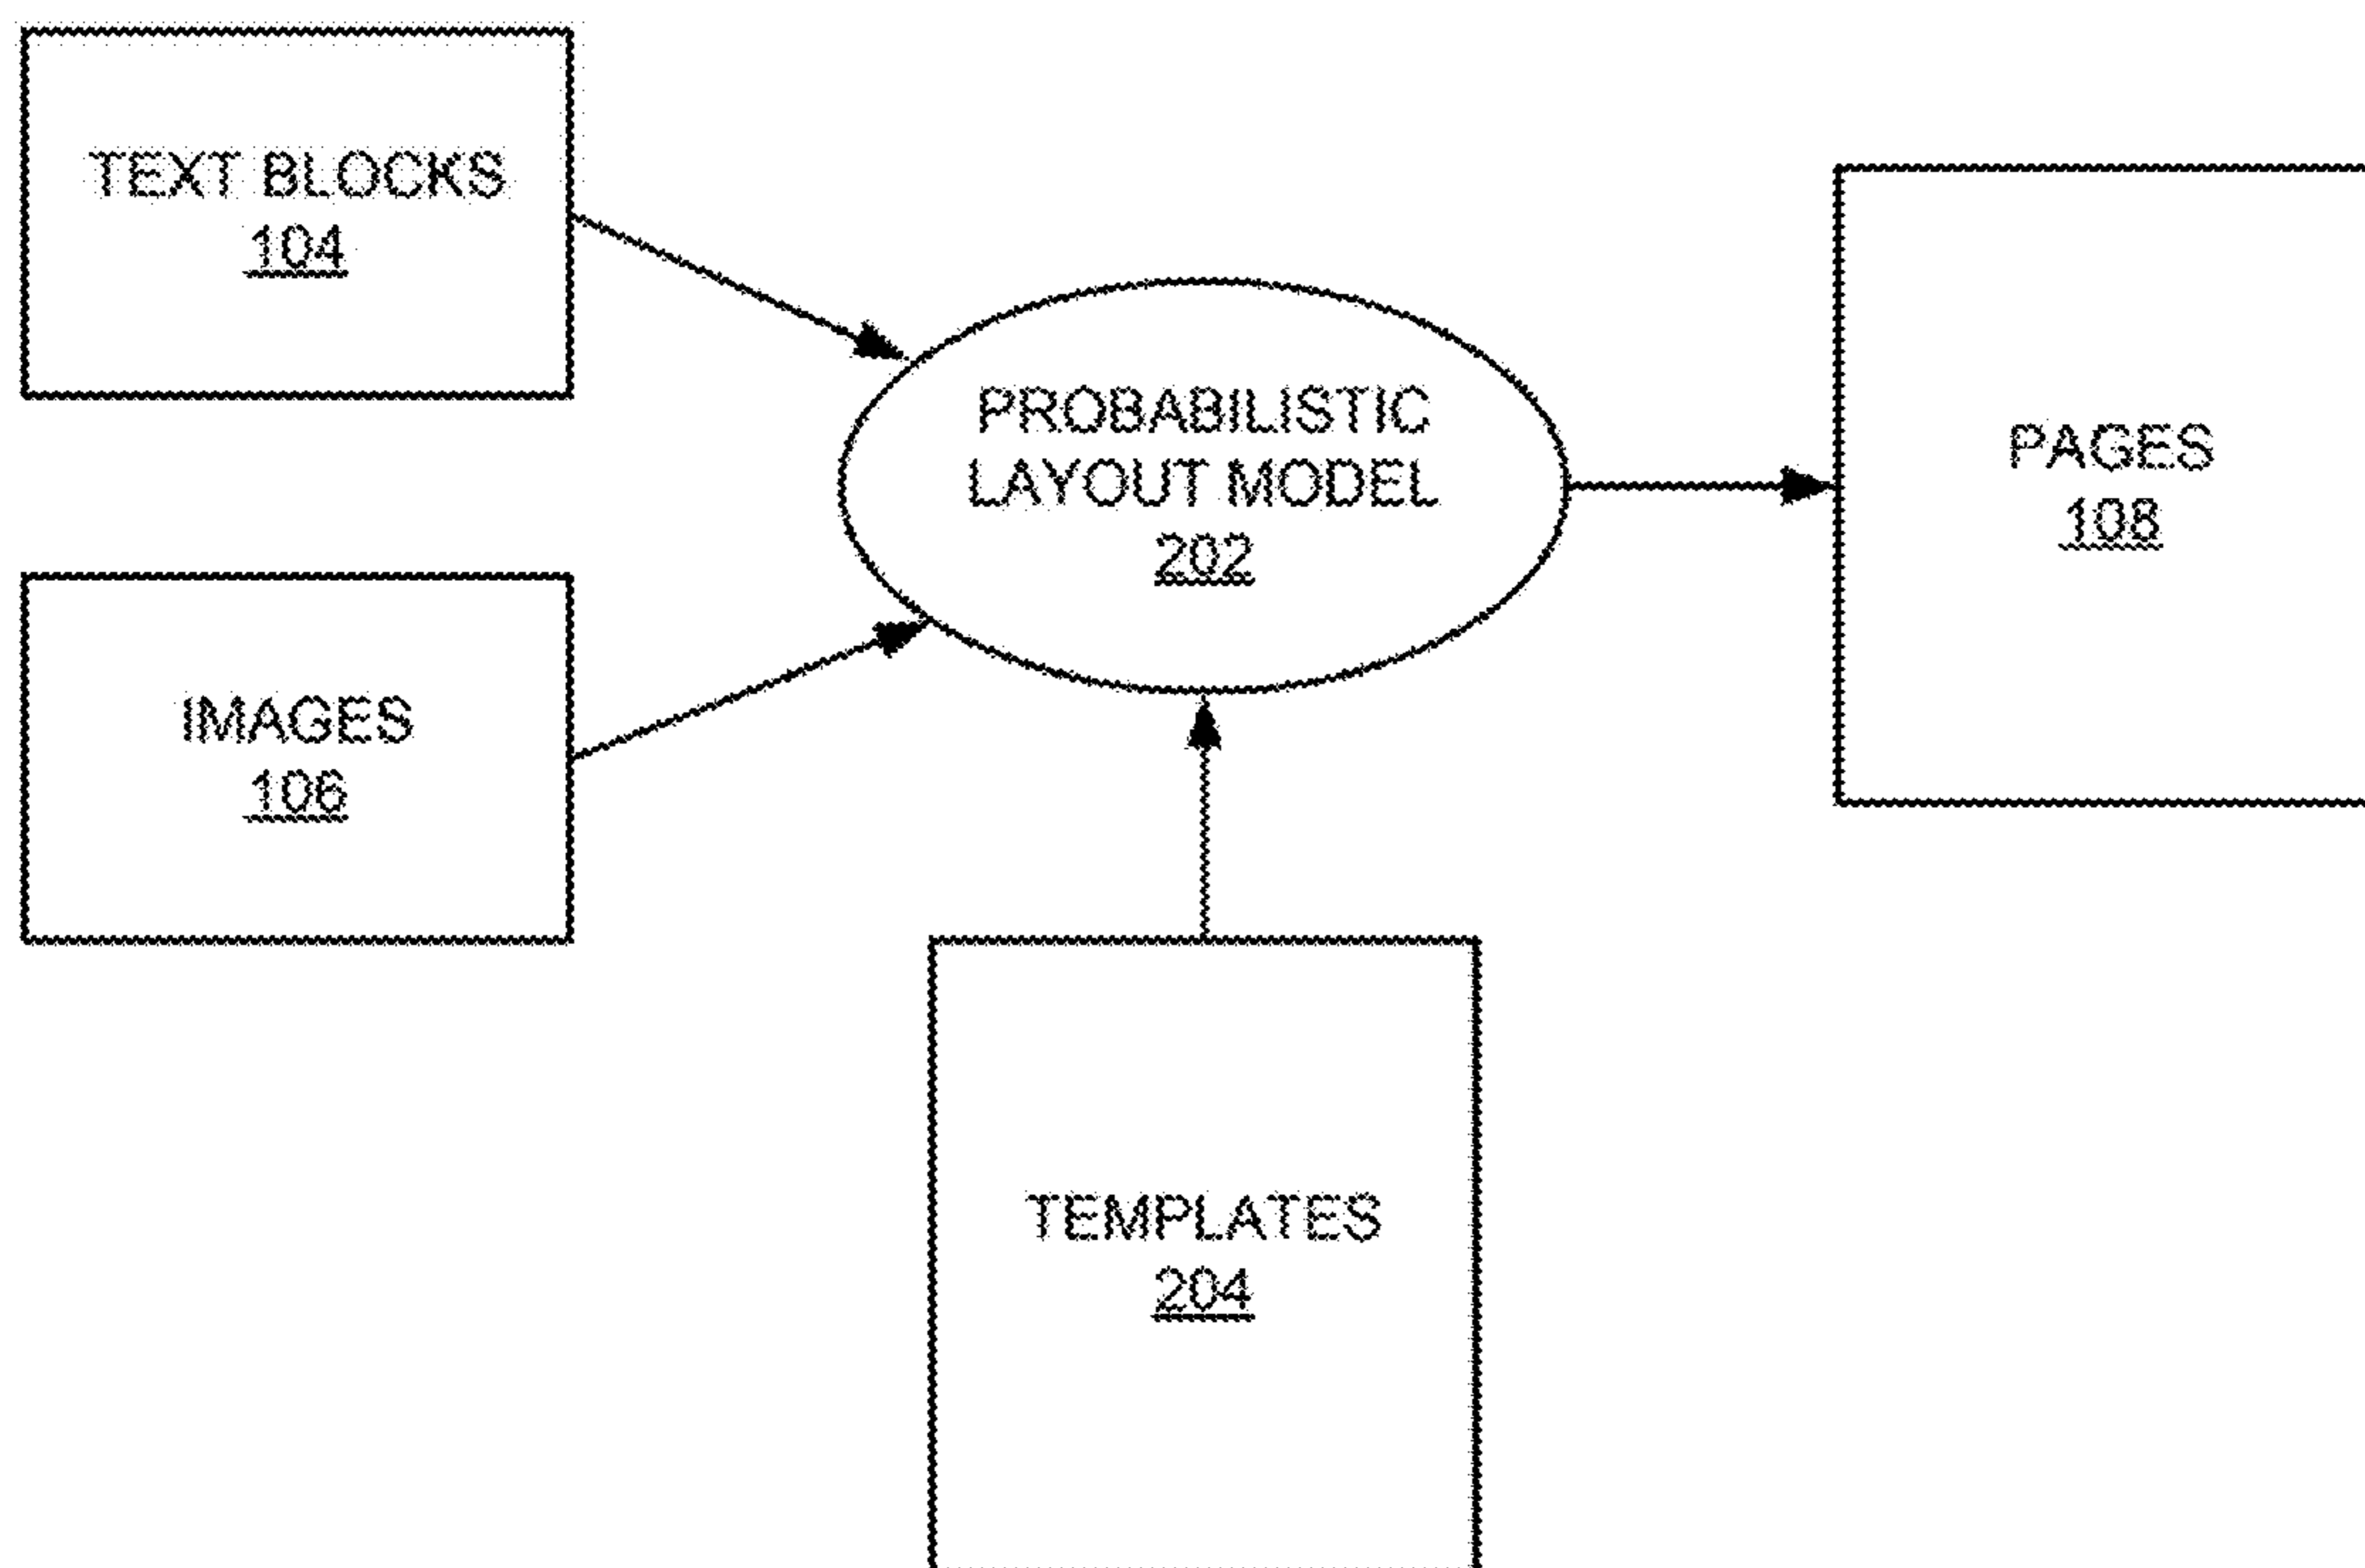 TEXT BLOCKS
104
PROBABILISTIC
LAYOUT MODEL
202
PAGES
108
IMAGES
106
TEMPLATES
204